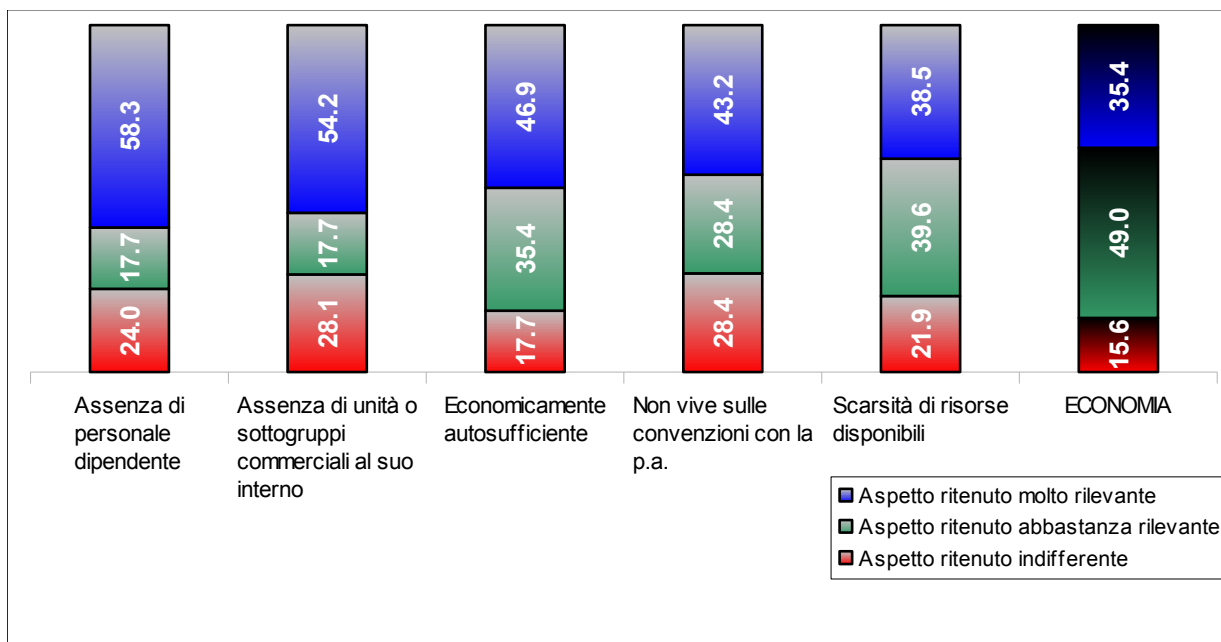 58.3
17.7
24.0
54.2
17.7
28.1
46.9
35.4
17.7
43.2
28.4
28.4
38.5
39.6
21.9
35.4
49.0
15.6
Assenza di
personale
dipendente
Assenza di unità o
sottogruppi
commerciali al suo
interno
Economicamente
autosufficiente
Non vive sulle
convenzioni con la
p.a.
Scarsità di risorse
disponibili
ECONOMIA
Aspetto ritenuto molto rilevante
Aspetto ritenuto abbastanza rilevante
Aspetto ritenuto indifferente